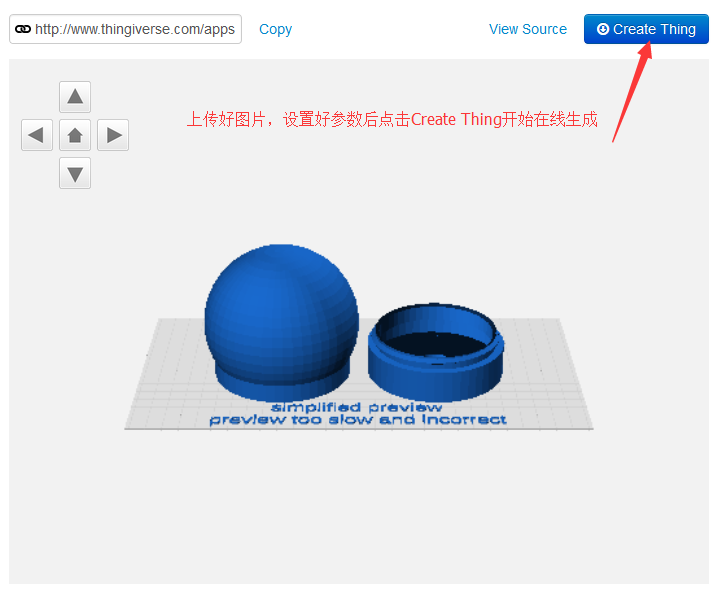 http://www.thingiverse.com/apps Copy View Source Create Thing
上传好图片，设置好参数后点击Create Thing开始在线生成
simplified preview
preview too slow and incorrect